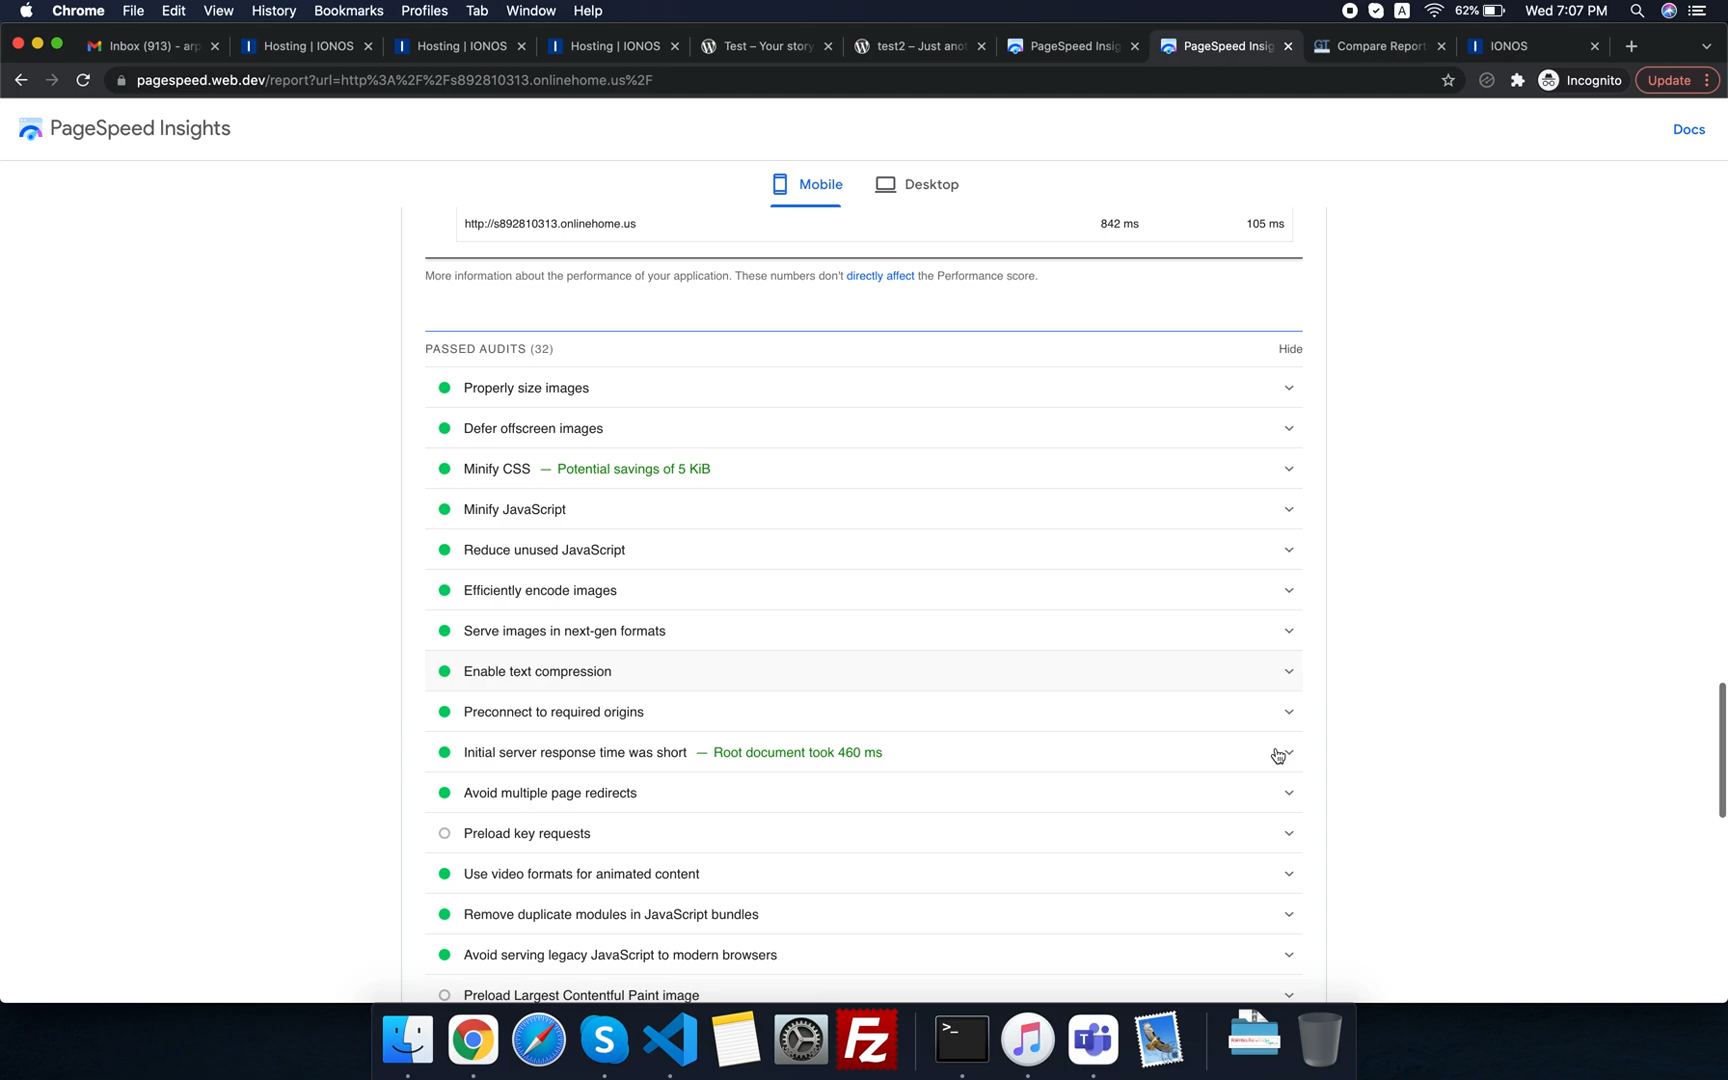 Chrome File Edit View History Bookmarks Profiles Tab Window Help A 62% Wed 7:07 PM
Inbox (913) - arp Hosting | IONOS Hosting | IONOS Hosting | IONOS Test – Your story test2 – Just ano PageSpeed Insig PageSpeed Insig GT Compare Report IONOS
pagespeed.web.dev/report?url=http%3A%2F%2Fs892810313.onlinehome.us%2F Incognito Update
PageSpeed Insights Docs
Mobile Desktop
http://s892810313.onlinehome.us 842 ms 105 ms
More information about the performance of your application. These numbers don't directly affect the Performance score.
PASSED AUDITS (32) Hide
Properly size images
Defer offscreen images
Minify CSS — Potential savings of 5 KiB
Minify JavaScript
Reduce unused JavaScript
Efficiently encode images
Serve images in next-gen formats
Enable text compression
Preconnect to required origins
Initial server response time was short — Root document took 460 ms
Avoid multiple page redirects
Preload key requests
Use video formats for animated content
Remove duplicate modules in JavaScript bundles
Avoid serving legacy JavaScript to modern browsers
Preload Largest Contentful Paint image